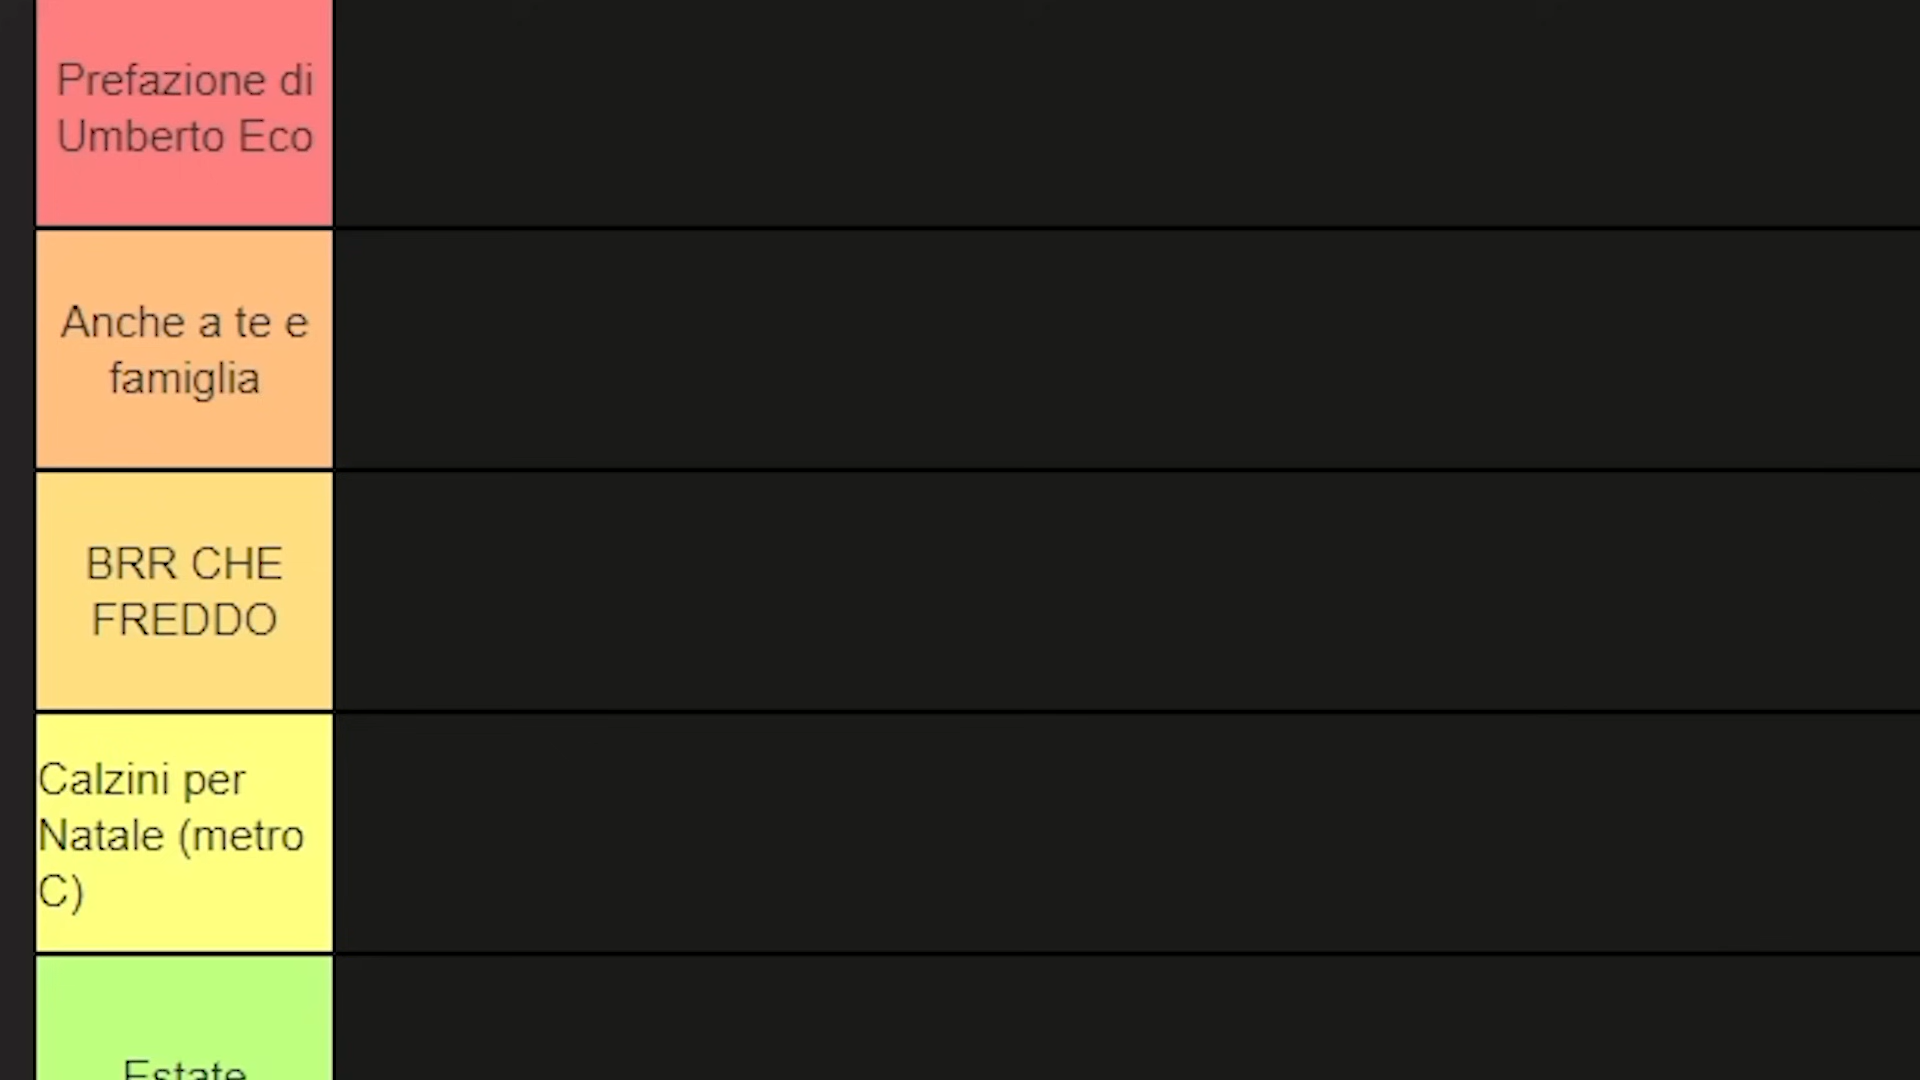 Prefazione di
Umberto Eco
Anche a te e
famiglia
BRR CHE
FREDDO
Calzini per
Natale (metro
C)
Estate